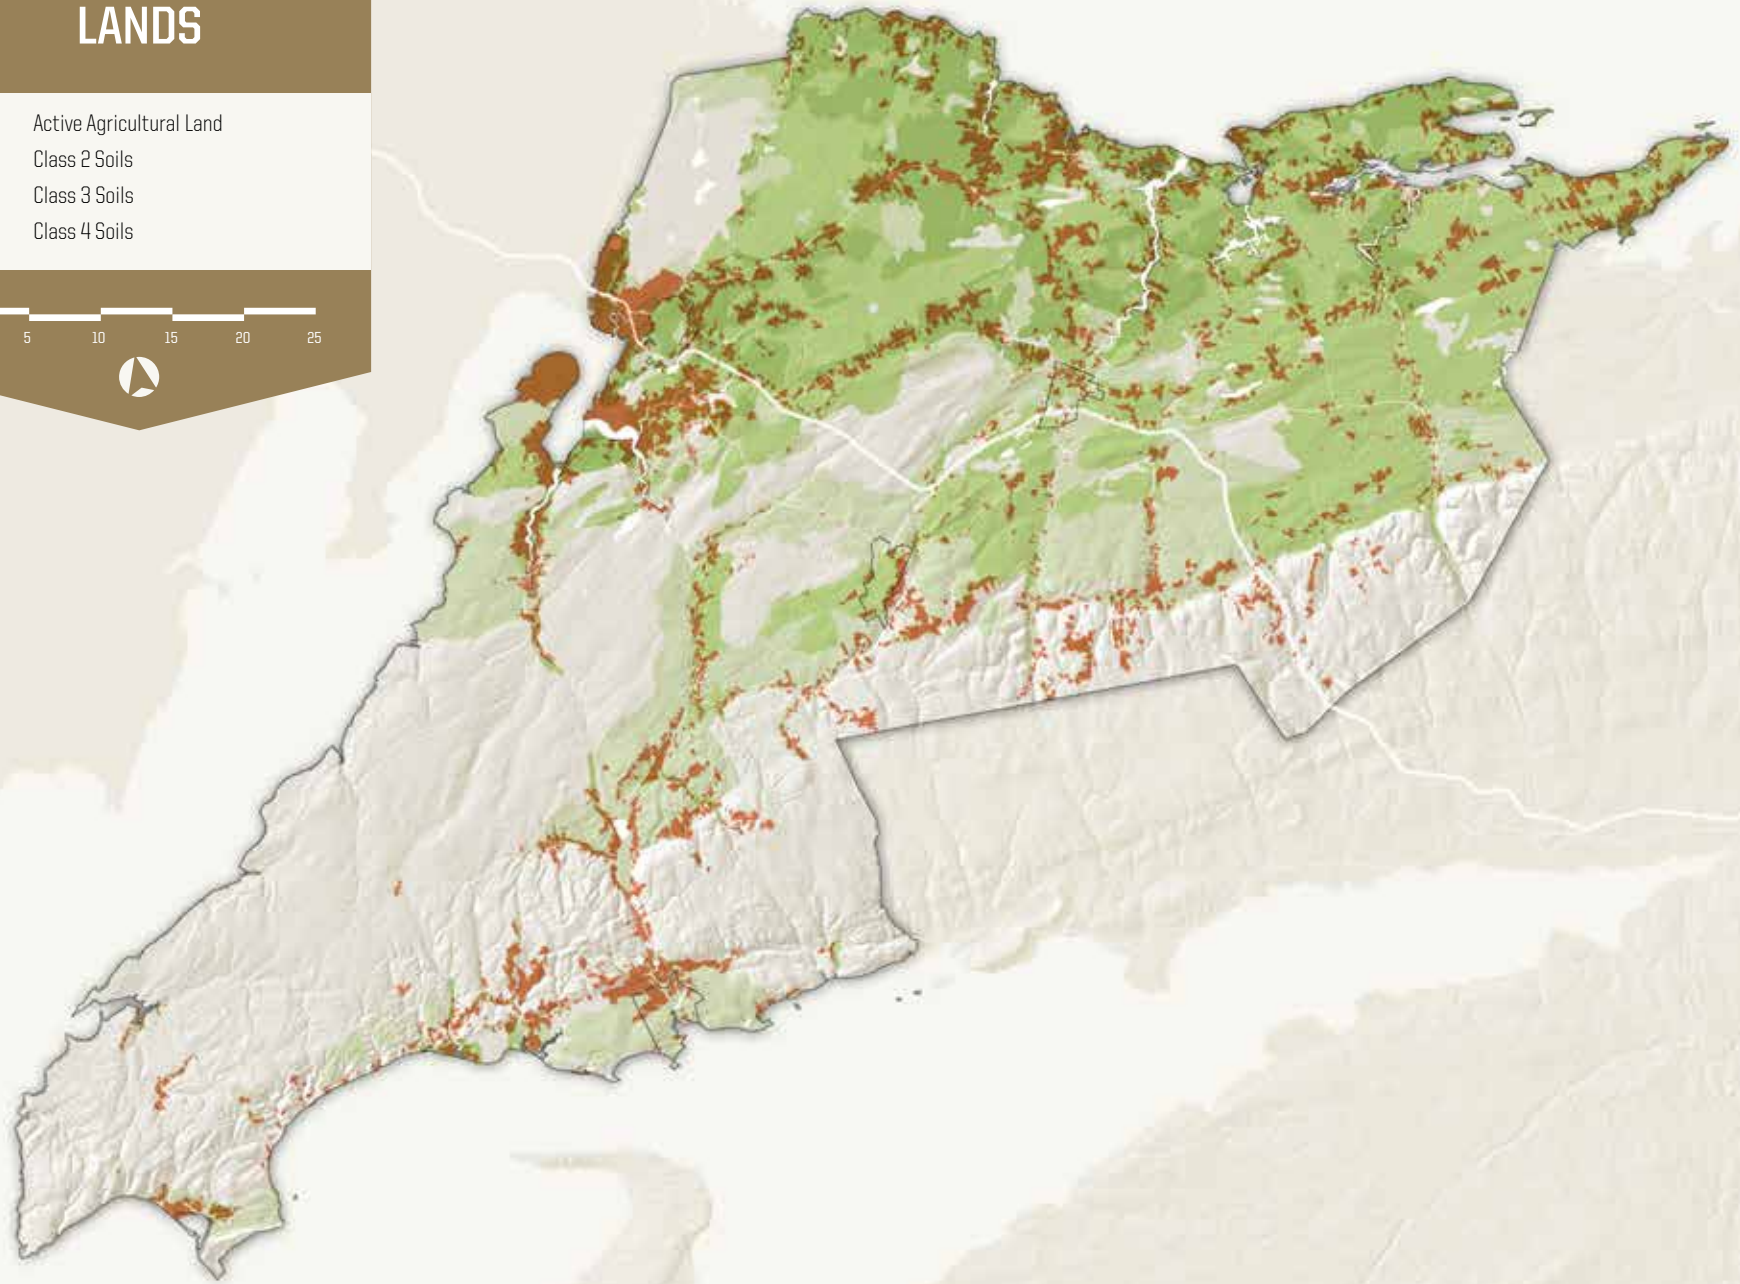 LANDS
Active Agricultural Land
Class 2 Soils
Class 3 Soils
Class 4 Soils
5 10 15 20 25